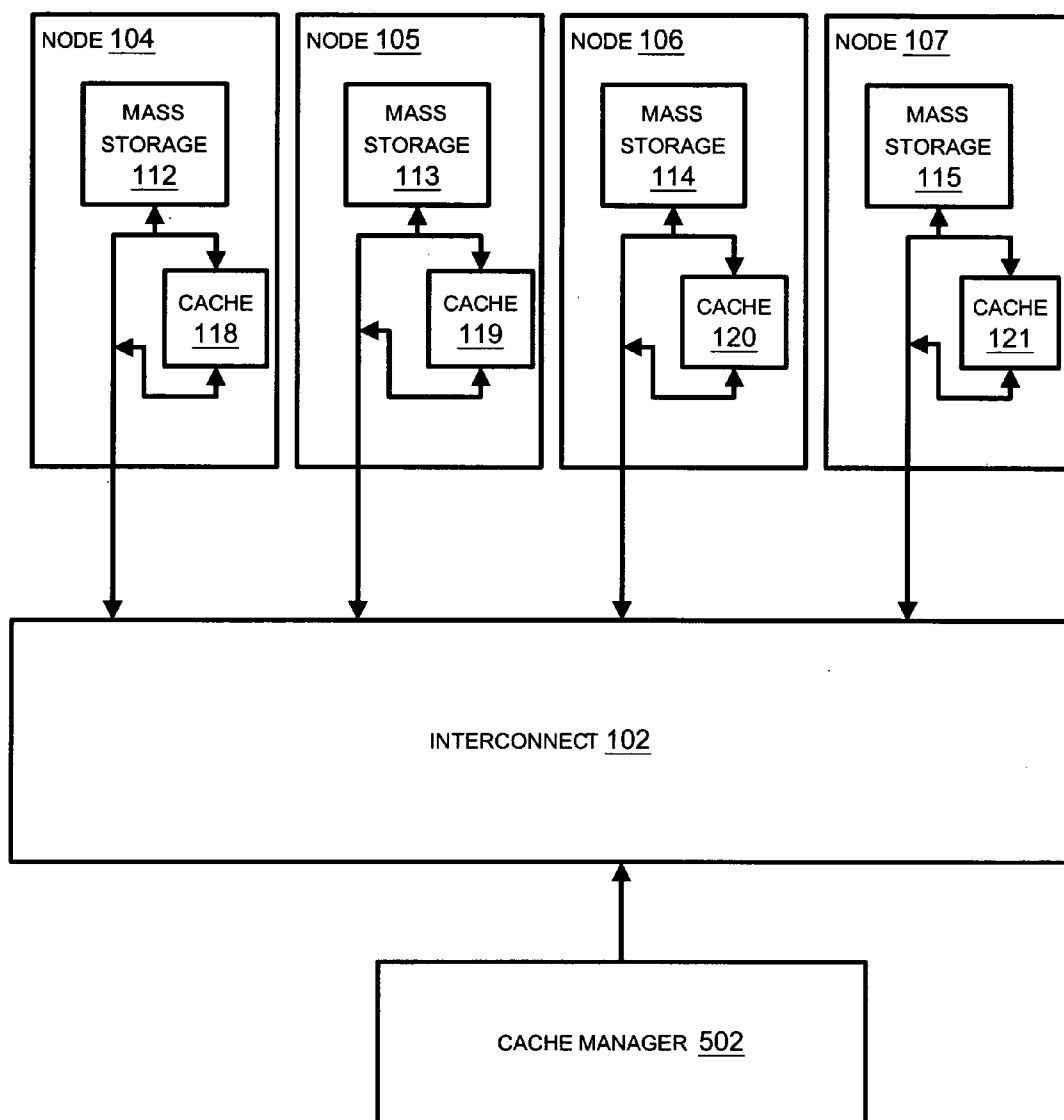 NODE 104
MASS
STORAGE
112
CACHE
118
NODE 105
MASS
STORAGE
113
CACHE
119
NODE 106
MASS
STORAGE
114
CACHE
120
NODE 107
MASS
STORAGE
115
CACHE
121
INTERCONNECT 102
CACHE MANAGER 502